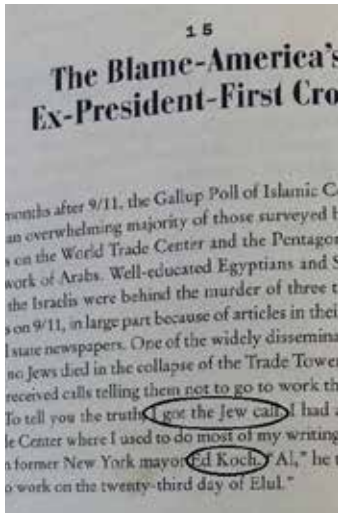 15
The Blame-America's
Ex-President-First Cro
months after 9/11, the Gallup Poll of Islamic C
an overwhelming majority of those surveyed
s on the World Trade Center and the Pentagon
work of Arabs. Well-educated Egyptians and S
the Israelis were behind the murder of three t
s on 9/11, in large part because of articles in thei
l state newspapers. One of the widely dissemina
no Jews died in the collapse of the Trade Tower
received calls telling them not to go to work th
To tell you the truth, I got the Jew call. I had a
le Center where I used to do most of my writing
former New York mayor Ed Koch. "Al," he
o work on the twenty-third day of Elul."